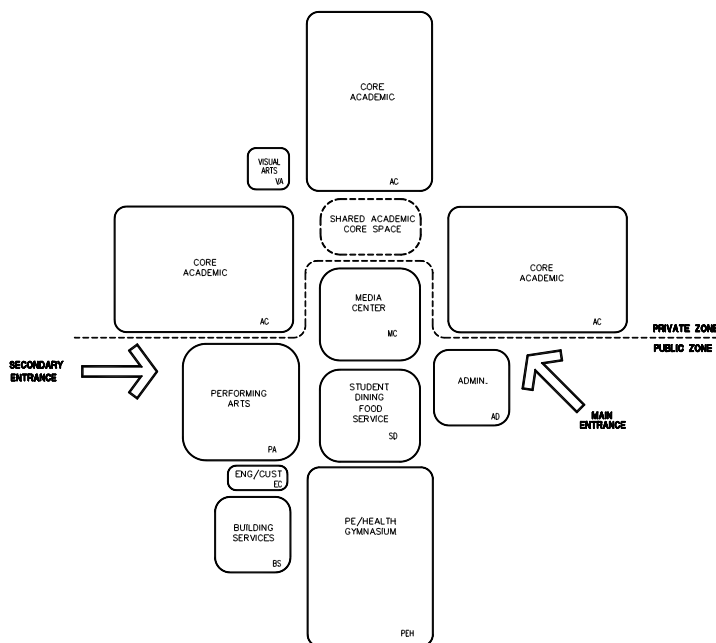 CORE
ACADEMIC
AC
VISUAL
ARTS
VA
SHARED ACADEMIC
CORE SPACE
CORE
ACADEMIC
AC
CORE
ACADEMIC
AC
MEDIA
CENTER
MC
PRIVATE ZONE
PUBLIC ZONE
SECONDARY
ENTRANCE
PERFORMING
ARTS
PA
STUDENT
DINING
FOOD
SERVICE
SD
ADMIN.
AD
MAIN
ENTRANCE
ENG/CUST
EC
BUILDING
SERVICES
BS
PE/HEALTH
GYMNASIUM
PEH